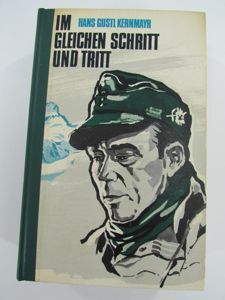 IM
HANS GUSTL KERNMAYR
GLEICHEN SCHRITT
UND TRITT